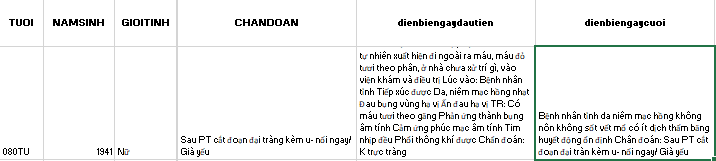 TUOI NAMSINH GIOITINH CHANDOAN dienbiengaydautien dienbiengaycuoi
tự nhiên xuất hiện đi ngoài ra máu, máu đỏ
tươi theo phân, ở nhà chưa xử trí gì, vào
viện khám và điều trị Lúc vào: Bệnh nhân
tỉnh Tiếp xúc được Da, niêm mạc hồng nhạt
Đau bụng vùng hạ vị Ấn đau hạ vị TR: Có
máu tươi theo găng Phản ứng thành bụng
âm tính Cảm ứng phúc mạc âm tính Tim
nhịp đều Phổi thông khí được Chẩn đoán:
K trực tràng
080TU 1941 Nữ
Sau PT cắt đoạn đại tràng kèm u- nối ngay/
Già yếu
Bệnh nhân tỉnh da niêm mạc hồng không
nôn không sốt vết mổ có ít dịch thấm băng
huyết động ổn định Chẩn đoán: Sau PT cắt
đoạn đại tràn kèm u- nối ngay/ Già yếu